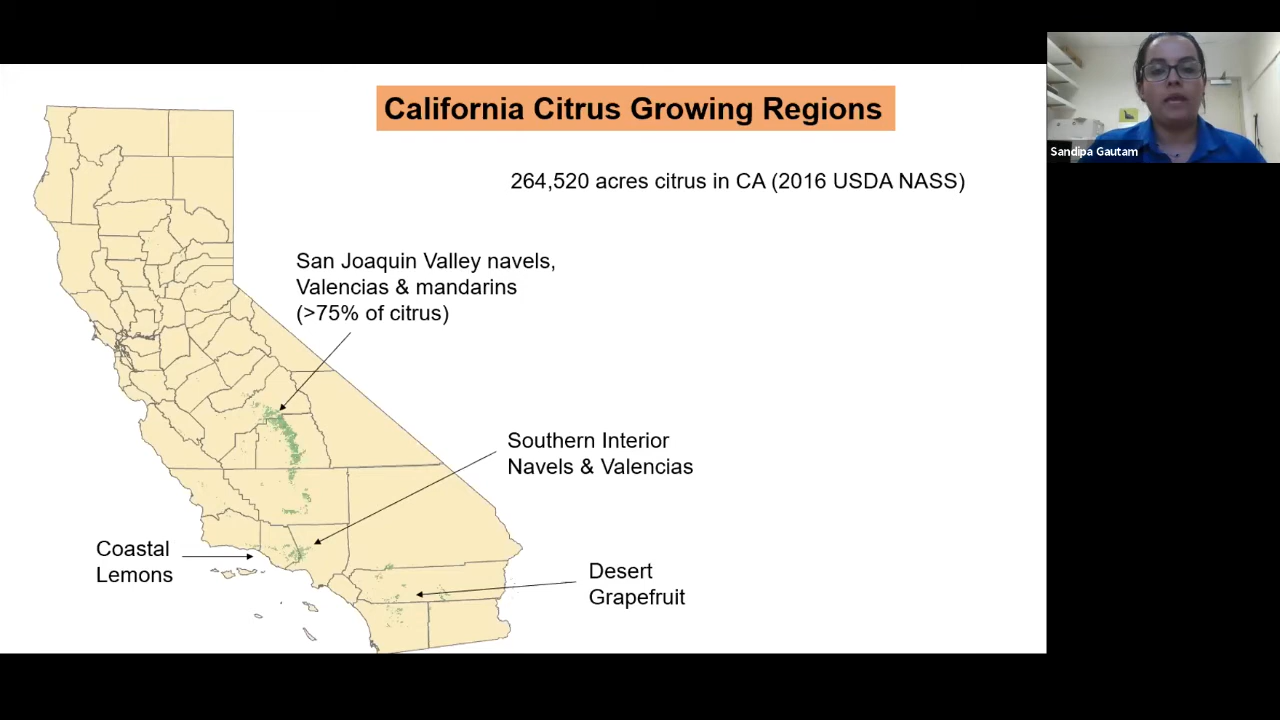 California Citrus Growing Regions
264,520 acres citrus in CA (2016 USDA NASS)
San Joaquin Valley navels,
Valencias & mandarins
(>75% of citrus)
Southern Interior
Navels & Valencias
Coastal
Lemons
Desert
Grapefruit
Sandipa Gautam